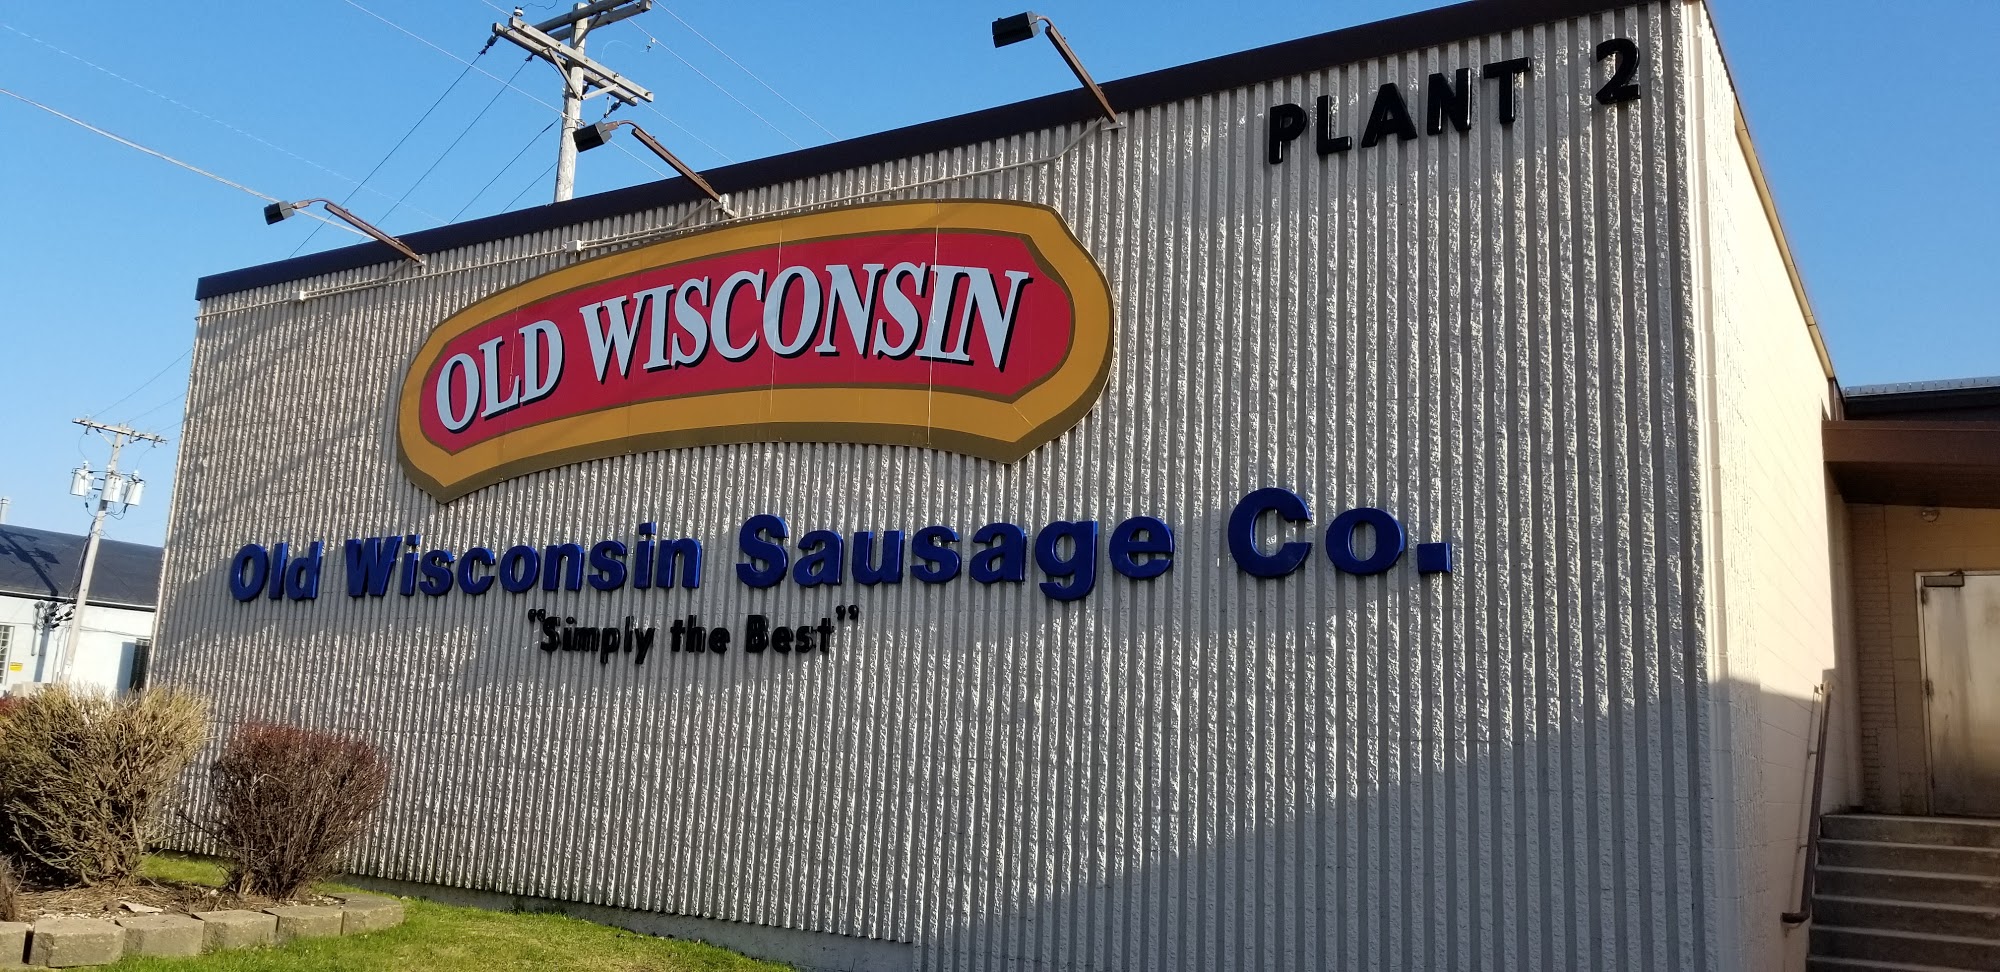 PLANT 2
OLD WISCONSIN
Old Wisconsin Sausage Co.
"Simply the Best"